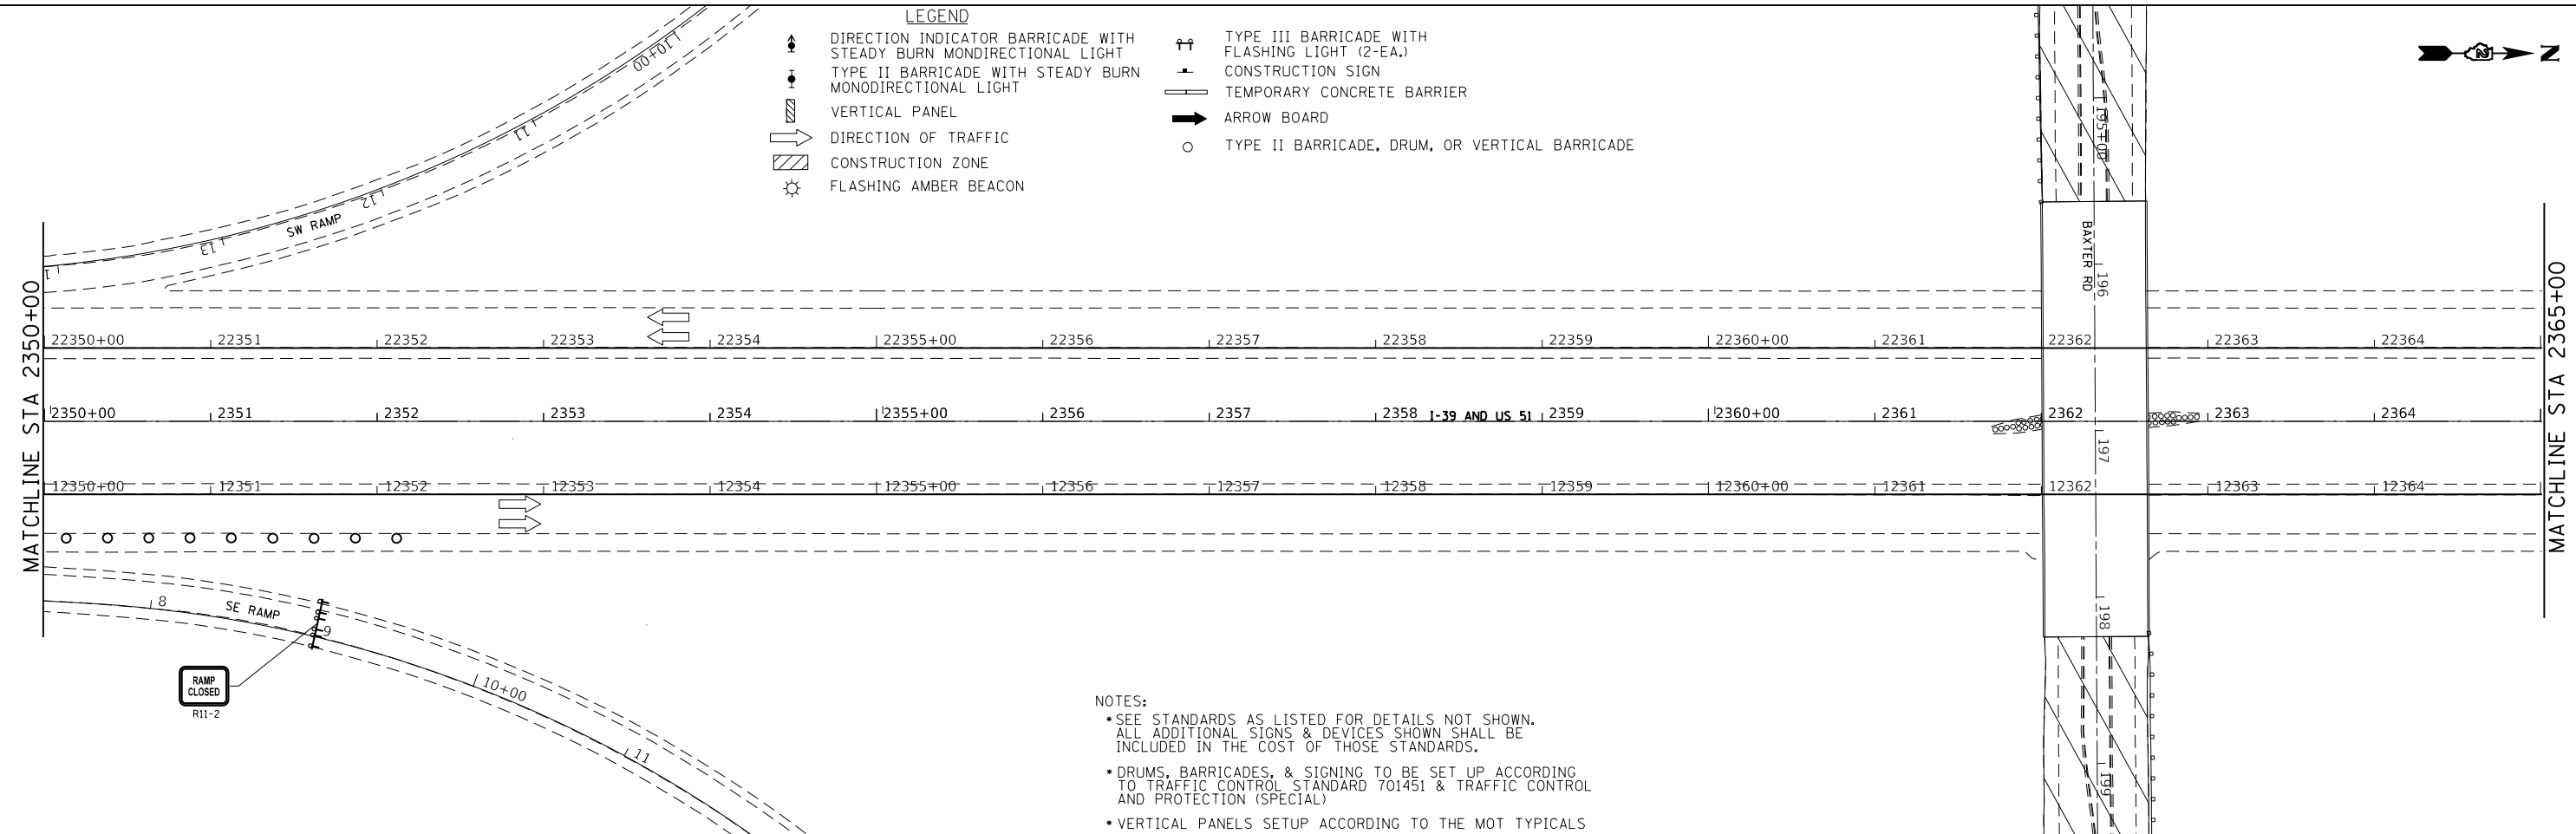 LEGEND
DIRECTION INDICATOR BARRICADE WITH
STEADY BURN MONDIRECTIONAL LIGHT
TYPE II BARRICADE WITH STEADY BURN
MONODIRECTIONAL LIGHT
VERTICAL PANEL
DIRECTION OF TRAFFIC
CONSTRUCTION ZONE
FLASHING AMBER BEACON
TYPE III BARRICADE WITH
FLASHING LIGHT (2-EA.)
CONSTRUCTION SIGN
TEMPORARY CONCRETE BARRIER
ARROW BOARD
TYPE II BARRICADE, DRUM, OR VERTICAL BARRICADE
N
10+00
11
12
13
1
SW RAMP
195+00
BAXTER RD
196
197
198
199
MATCHLINE STA 2350+00
MATCHLINE STA 2365+00
22350+00 22351 22352 22353 22354 22355+00 22356 22357 22358 22359 22360+00 22361 22362 22363 22364
2350+00 2351 2352 2353 2354 2355+00 2356 2357 2358 I-39 AND US 51 2359 2360+00 2361 2362 2363 2364
12350+00 12351 12352 12353 12354 12355+00 12356 12357 12358 12359 12360+00 12361 12362 12363 12364
8
SE RAMP
9
10+00
11
RAMP
CLOSED
R11-2
NOTES:
* SEE STANDARDS AS LISTED FOR DETAILS NOT SHOWN.
ALL ADDITIONAL SIGNS & DEVICES SHOWN SHALL BE
INCLUDED IN THE COST OF THOSE STANDARDS.
* DRUMS, BARRICADES, & SIGNING TO BE SET UP ACCORDING
TO TRAFFIC CONTROL STANDARD 701451 & TRAFFIC CONTROL
AND PROTECTION (SPECIAL)
* VERTICAL PANELS SETUP ACCORDING TO THE MOT TYPICALS